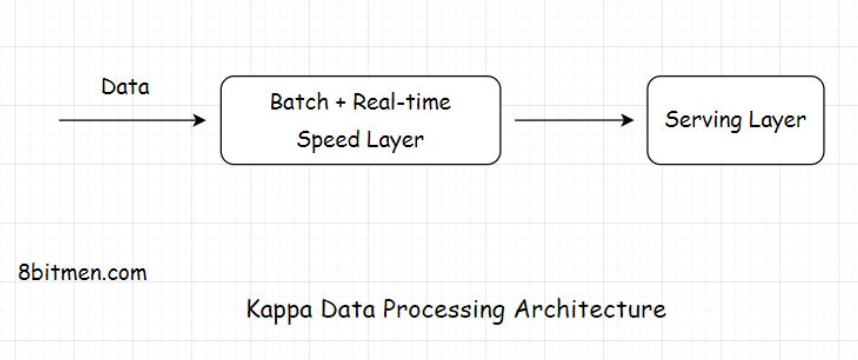 Data
Batch + Real-time
Speed Layer
Serving Layer
8bitmen.com
Kappa Data Processing Architecture